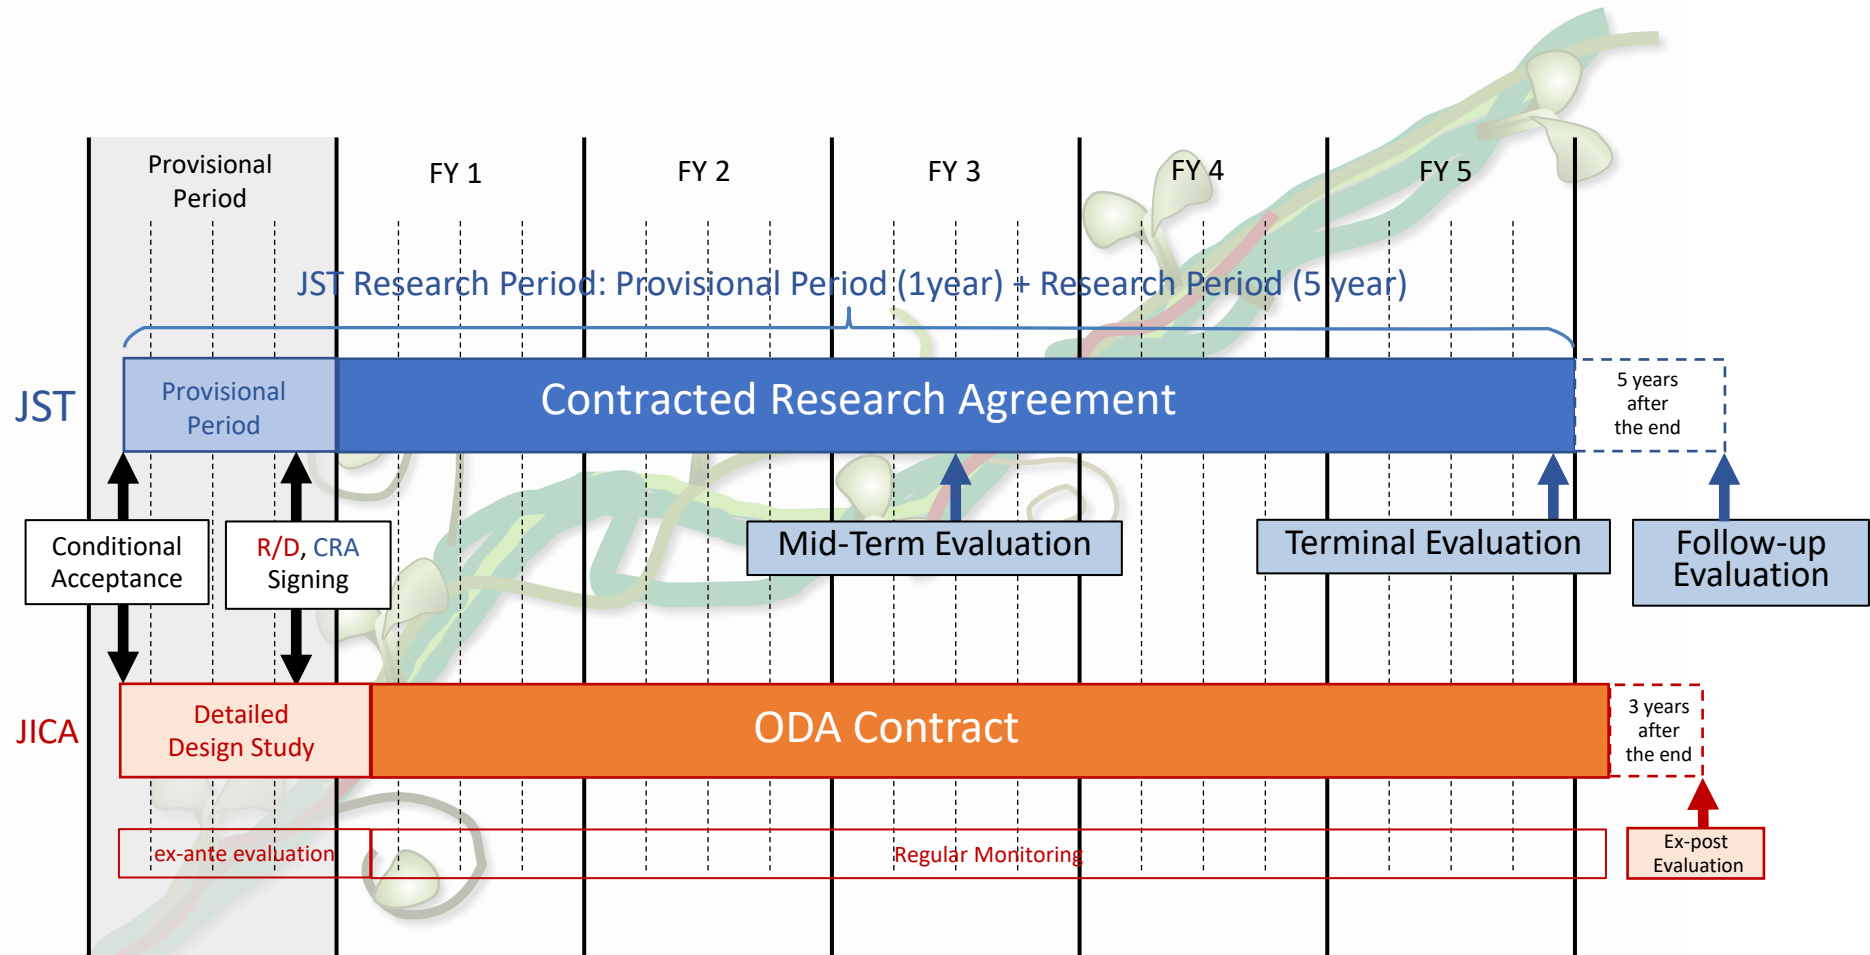 Provisional
Period
FY 1
FY 2
FY 3
FY 4
FY 5
JST Research Period: Provisional Period (1year) + Research Period (5 year)
JST
Provisional
Period
Contracted Research Agreement
5 years
after
the end
Conditional
Acceptance
R/D, CRA
Signing
Mid-Term Evaluation
Terminal Evaluation
Follow-up
Evaluation
JICA
Detailed
Design Study
ODA Contract
3 years
after
the end
ex-ante evaluation
Regular Monitoring
Ex-post
Evaluation